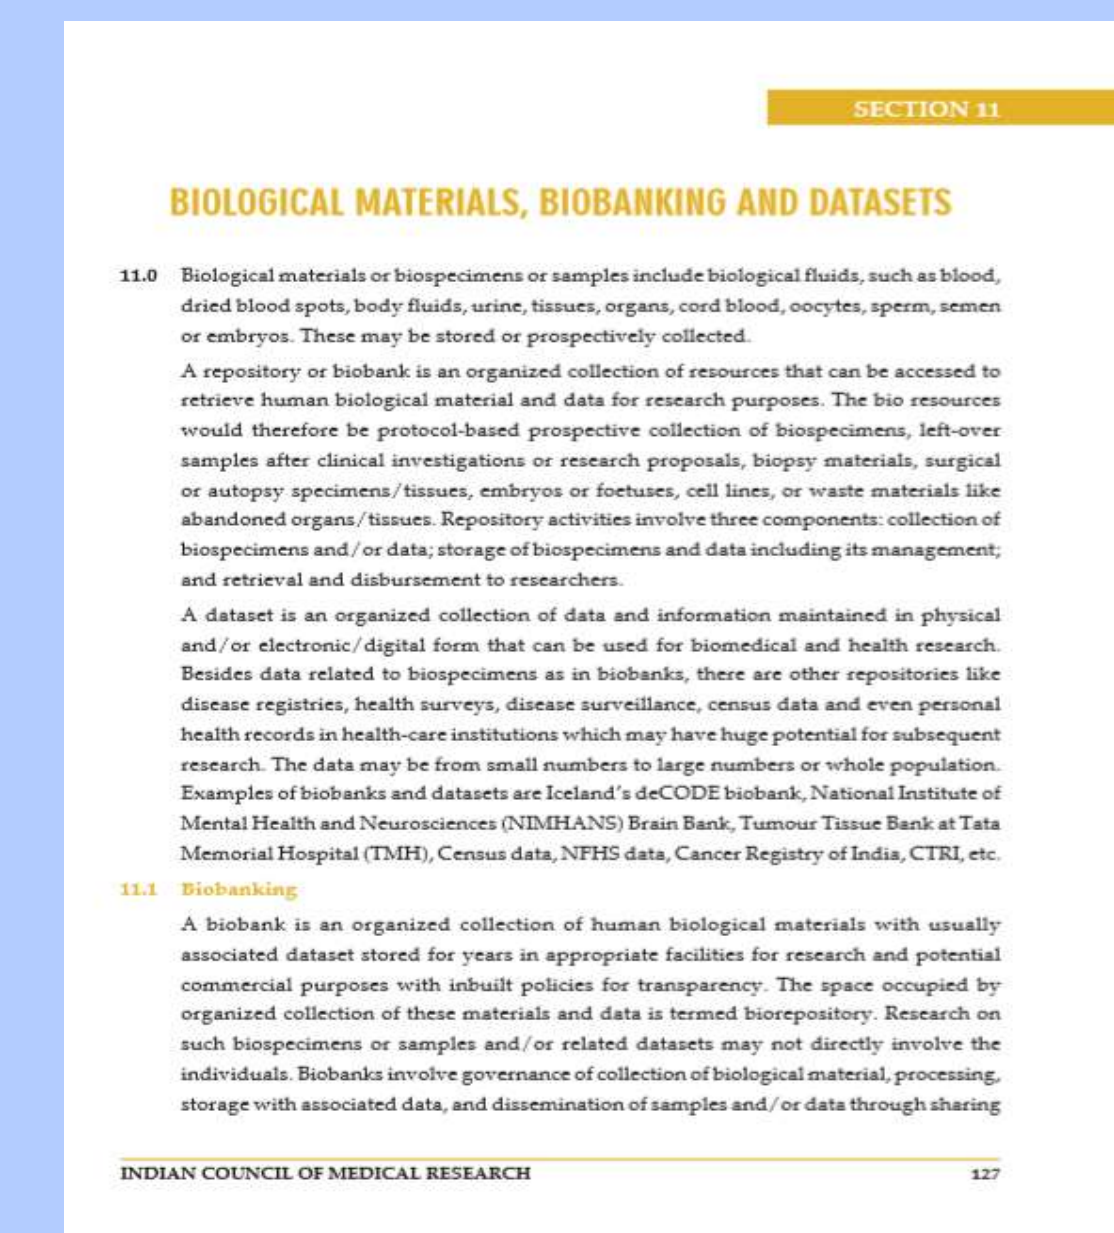 SECTION 11
BIOLOGICAL MATERIALS, BIOBANKING AND DATASETS
11.0 Biological materials or biospecimens or samples include biological fluids, such as blood,
dried blood spots, body fluids, urine, tissues, organs, cord blood, oocytes, sperm, semen
or embryos. These may be stored or prospectively collected.
A repository or biobank is an organized collection of resources that can be accessed to
retrieve human biological material and data for research purposes. The bio resources
would therefore be protocol-based prospective collection of biospecimens, left-over
samples after clinical investigations or research proposals, biopsy materials, surgical
or autopsy specimens/tissues, embryos or foetuses, cell lines, or waste materials like
abandoned organs/tissues. Repository activities involve three components: collection of
biospecimens and/or data; storage of biospecimens and data including its management;
and retrieval and disbursement to researchers.
A dataset is an organized collection of data and information maintained in physical
and/or electronic/digital form that can be used for biomedical and health research.
Besides data related to biospecimens as in biobanks, there are other repositories like
disease registries, health surveys, disease surveillance, census data and even personal
health records in health-care institutions which may have huge potential for subsequent
research. The data may be from small numbers to large numbers or whole population.
Examples of biobanks and datasets are Iceland's deCODE biobank, National Institute of
Mental Health and Neurosciences (NIMHANS) Brain Bank, Tumour Tissue Bank at Tata
Memorial Hospital (TMH), Census data, NFHS data, Cancer Registry of India, CTRI, etc.
11.1 Biobanking
A biobank is an organized collection of human biological materials with usually
associated dataset stored for years in appropriate facilities for research and potential
commercial purposes with inbuilt policies for transparency. The space occupied by
organized collection of these materials and data is termed biorepository. Research on
such biospecimens or samples and/or related datasets may not directly involve the
individuals. Biobanks involve governance of collection of biological material, processing,
storage with associated data, and dissemination of samples and/or data through sharing
INDIAN COUNCIL OF MEDICAL RESEARCH 127